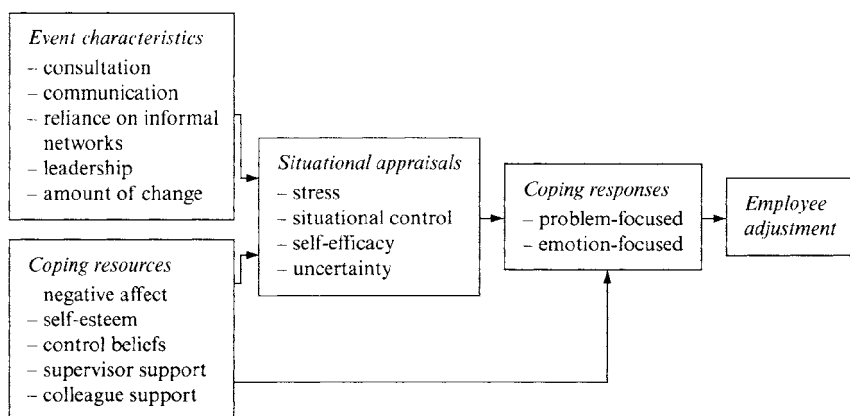 Event characteristics
– consultation
– communication
– reliance on informal
networks
– leadership
– amount of change
Coping resources
negative affect
– self-esteem
– control beliefs
– supervisor support
– colleague support
Situational appraisals
– stress
– situational control
– self-efficacy
– uncertainty
Coping responses
– problem-focused
– emotion-focused
Employee
adjustment